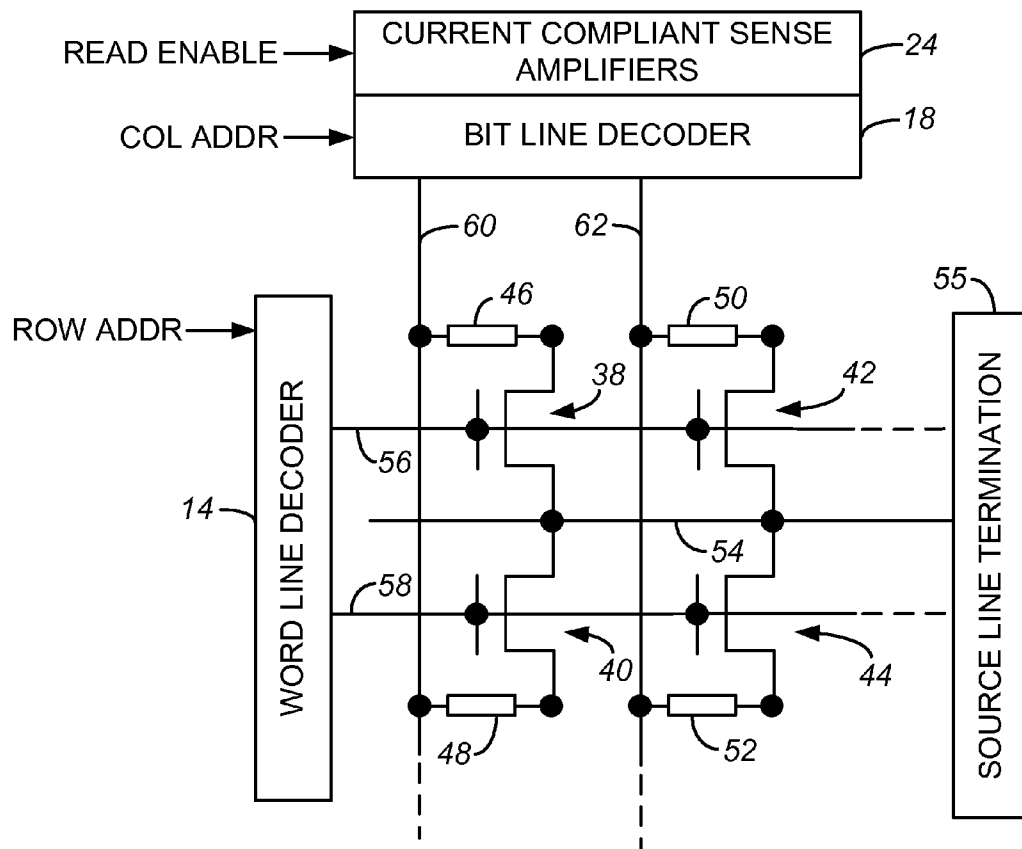 READ ENABLE
CURRENT COMPLIANT SENSE
AMPLIFIERS
24
COL ADDR
BIT LINE DECODER
18
60
62
46
50
55
ROW ADDR
38
42
56
14
WORD LINE DECODER
54
SOURCE LINE TERMINATION
58
40
44
48
52